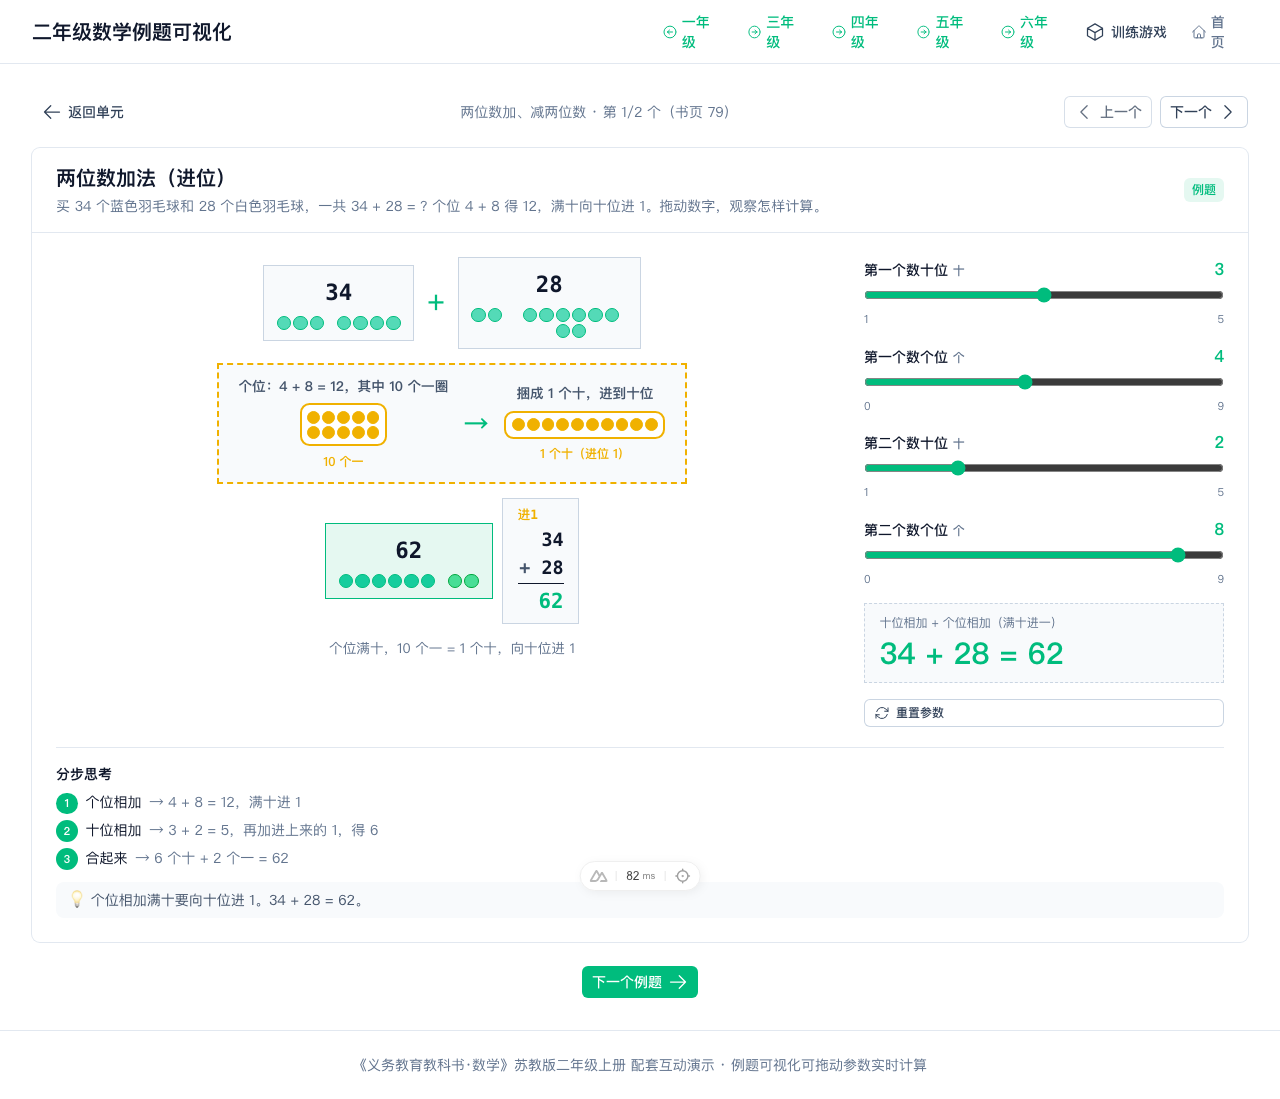 二年级数学例题可视化
一年级
三年级
四年级
五年级
六年级
训练游戏
首页
返回单元
两位数加、减两位数 · 第 1/2 个（书页 79）
上一个
下一个
两位数加法（进位）
买 34 个蓝色羽毛球和 28 个白色羽毛球，一共 34 + 28 = ? 个位 4 + 8 得 12，满十向十位进 1。拖动数字，观察怎样计算。
例题
34
+
28
个位：4 + 8 = 12，其中 10 个一圈
10 个一
→
捆成 1 个十，进到十位
1 个十（进位 1）
62
进1
34
+ 28
62
个位满十，10 个一 = 1 个十，向十位进 1
第一个数十位 十 3
1 5
第一个数个位 个 4
0 9
第二个数十位 十 2
1 5
第二个数个位 个 8
0 9
十位相加 + 个位相加（满十进一）
34 + 28 = 62
重置参数
分步思考
1 个位相加 → 4 + 8 = 12，满十进 1
2 十位相加 → 3 + 2 = 5，再加进上来的 1，得 6
3 合起来 → 6 个十 + 2 个一 = 62
82 ms
💡 个位相加满十要向十位进 1。34 + 28 = 62。
下一个例题 →
《义务教育教科书·数学》苏教版二年级上册 配套互动演示 · 例题可视化可拖动参数实时计算